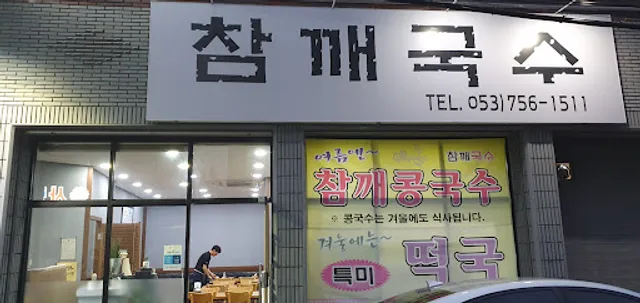 참깨국수
TEL. 053)756-1511
여름엔~
참깨국수
참깨콩국수
※ 콩국수는 겨울에도 식사됩니다.
겨울에는~
특미
떡국